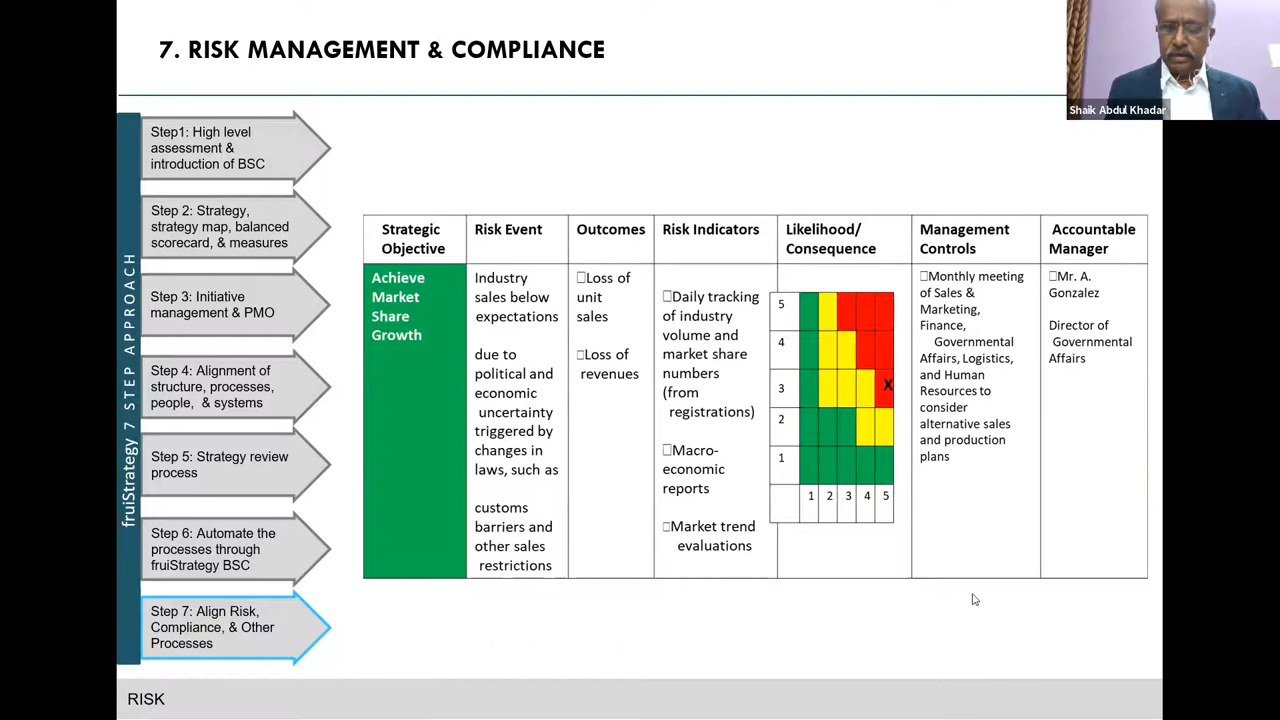 7. RISK MANAGEMENT & COMPLIANCE
Shaik Abdul Khadar
fruiStrategy 7 STEP APPROACH
Step1: High level
assessment &
introduction of BSC
Step 2: Strategy,
strategy map, balanced
scorecard, & measures
Step 3: Initiative
management & PMO
Step 4: Alignment of
structure, processes,
people, & systems
Step 5: Strategy review
process
Step 6: Automate the
processes through
fruiStrategy BSC
Step 7: Align Risk,
Compliance, & Other
Processes
Strategic
Objective
Risk Event
Outcomes
Risk Indicators
Likelihood/
Consequence
Management
Controls
Accountable
Manager
Achieve
Market
Share
Growth
Industry
sales below
expectations
due to
political and
economic
uncertainty
triggered by
changes in
laws, such as
customs
barriers and
other sales
restrictions
Loss of
unit
sales
Loss of
revenues
Daily tracking
of industry
volume and
market share
numbers
(from
registrations)
Macro-
economic
reports
Market trend
evaluations
5
4
3 X
2
1
1 2 3 4 5
Monthly meeting
of Sales &
Marketing,
Finance,
Governmental
Affairs, Logistics,
and Human
Resources to
consider
alternative sales
and production
plans
Mr. A.
Gonzalez
Director of
Governmental
Affairs
RISK